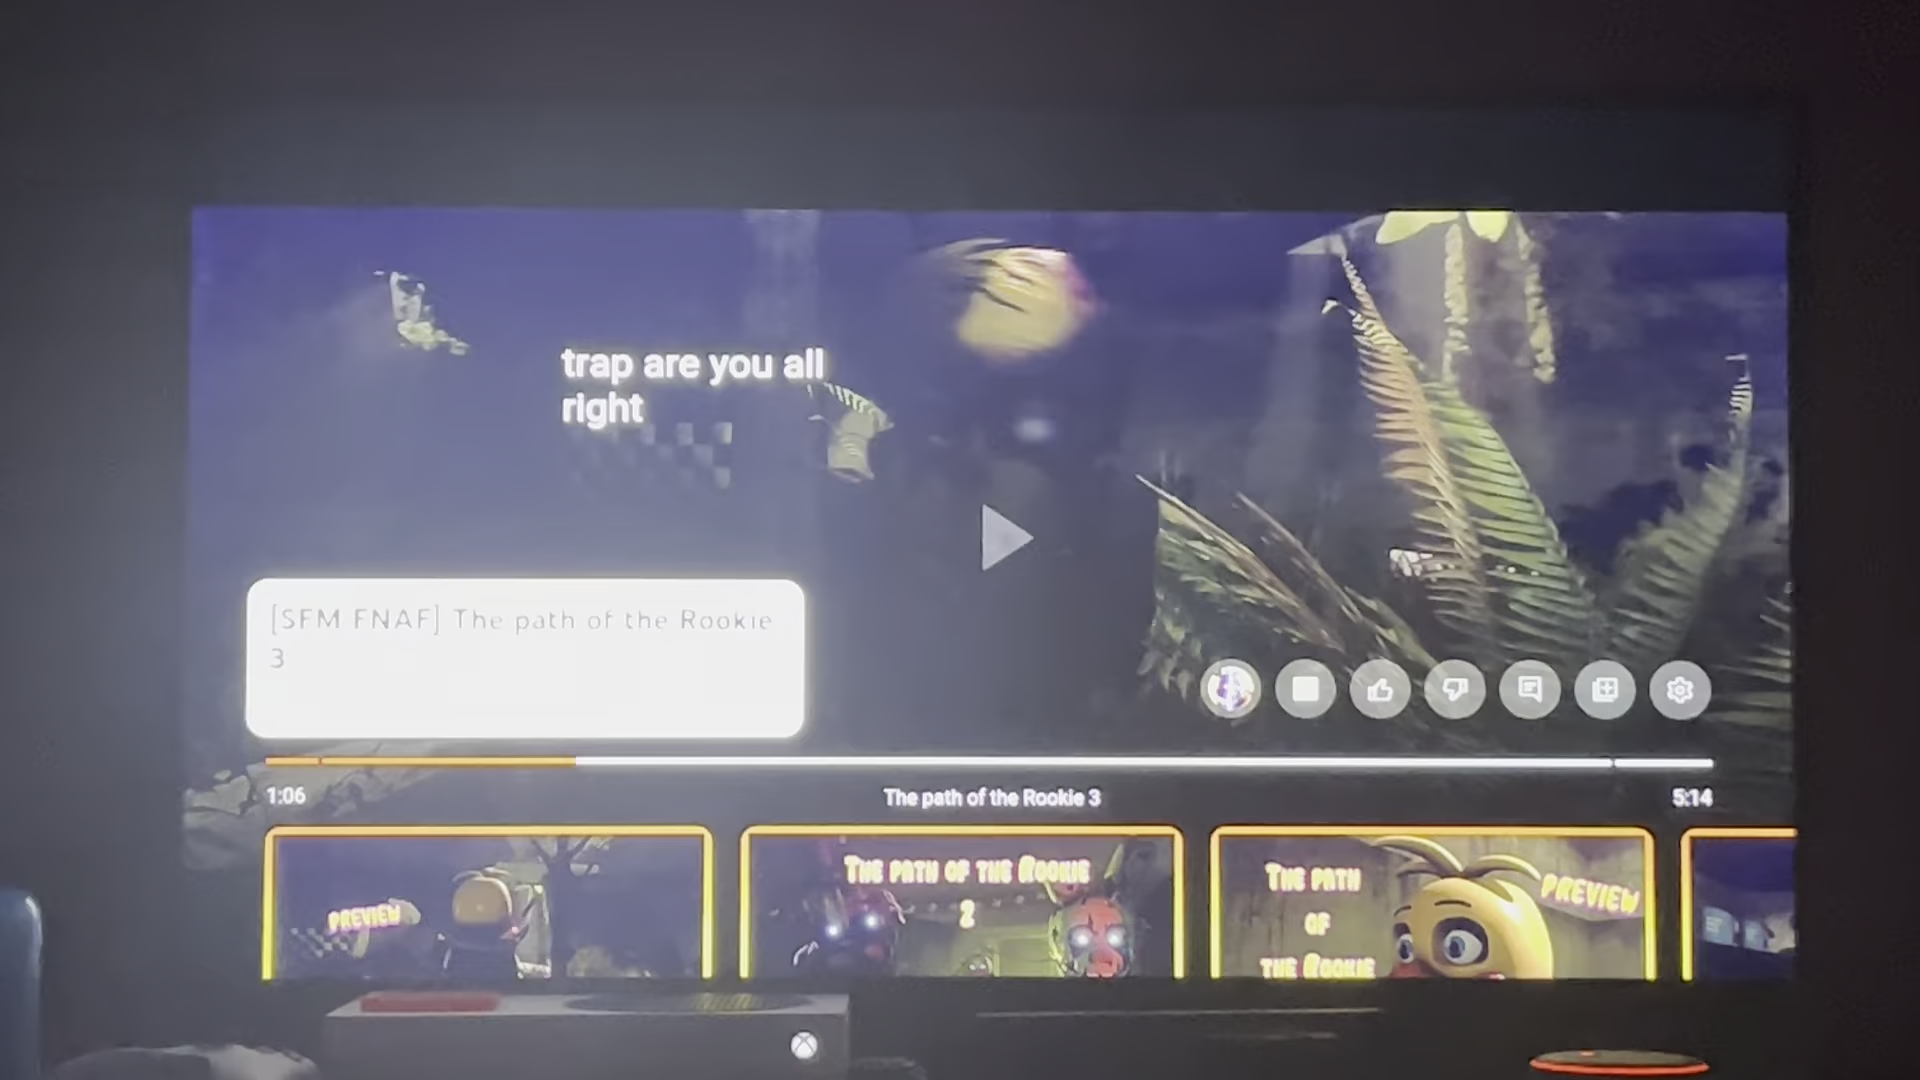 trap are you all
right
[SFM FNAF] The path of the Rookie
3
1:06
The path of the Rookie 3
5:14
PREVIEW
THE PATH OF THE ROOKIE
2
THE PATH
OF
THE ROOKIE
PREVIEW